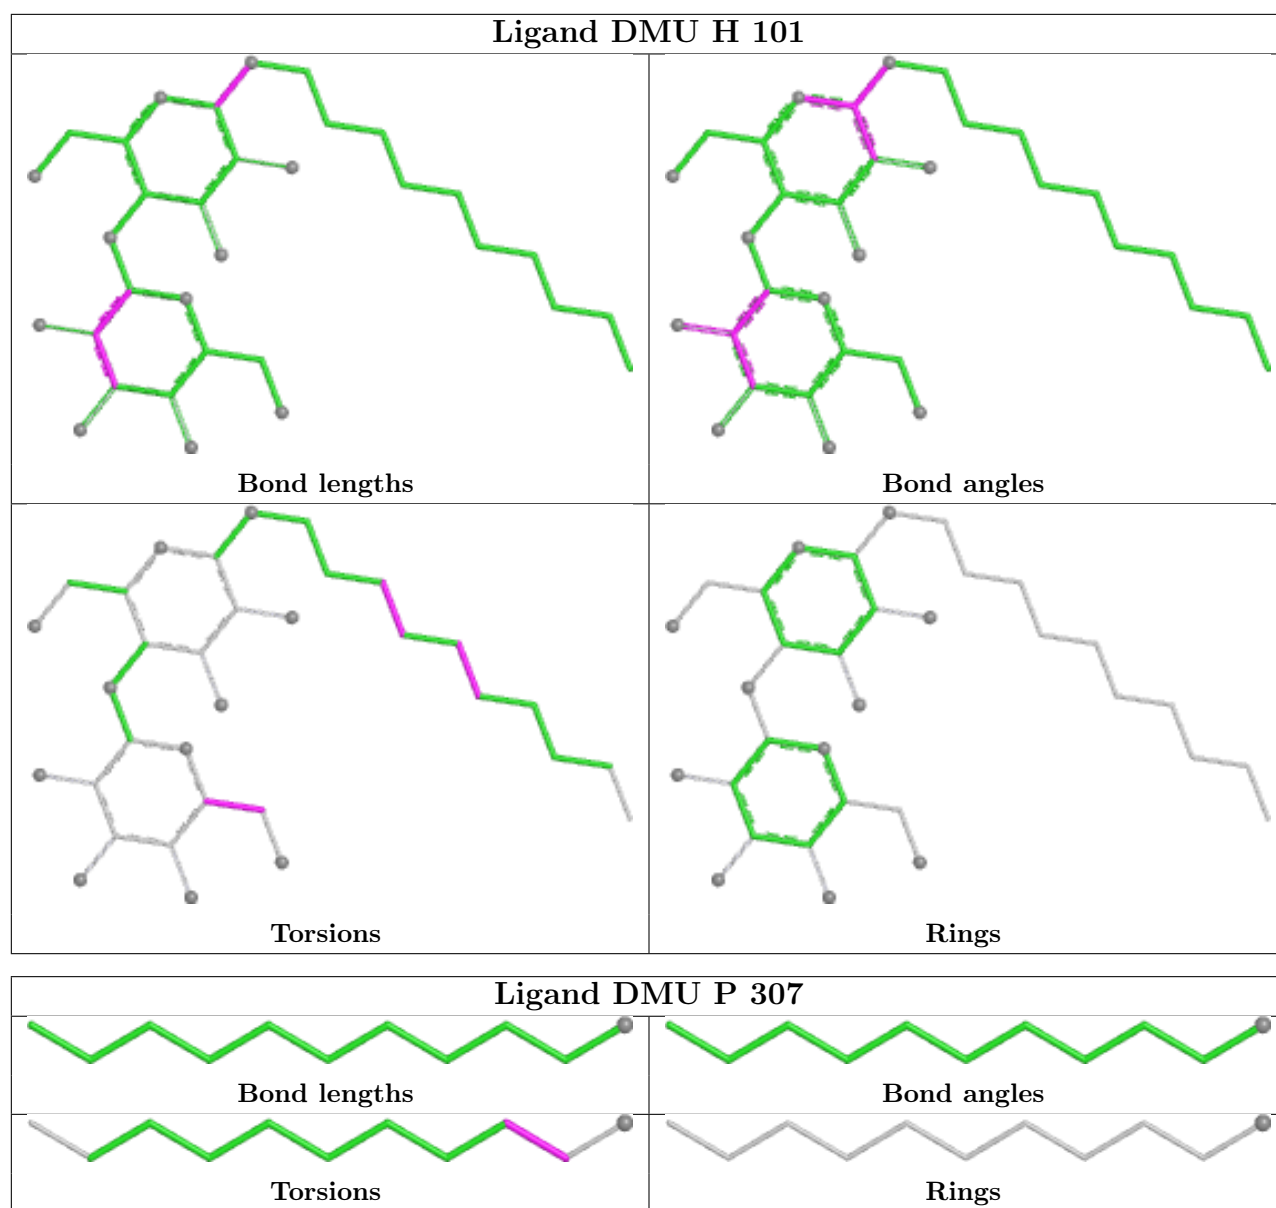 Ligand DMU H 101
Bond lengths
Bond angles
Torsions
Rings
Ligand DMU P 307
Bond lengths
Bond angles
Torsions
Rings